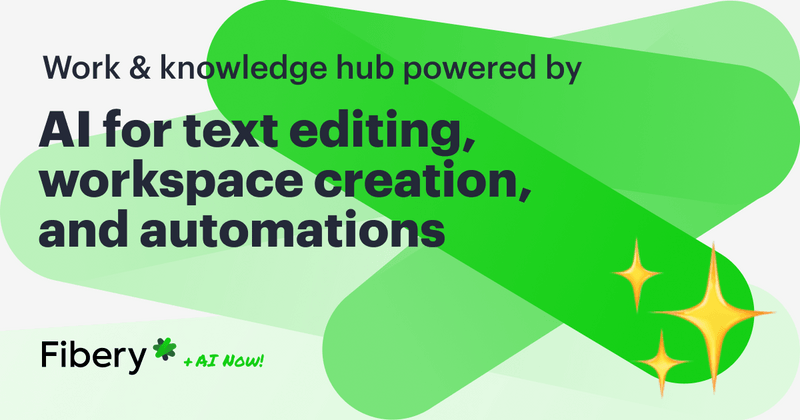 Work & knowledge hub powered by
AI for text editing,
workspace creation,
and automations
Fibery + AI Now!